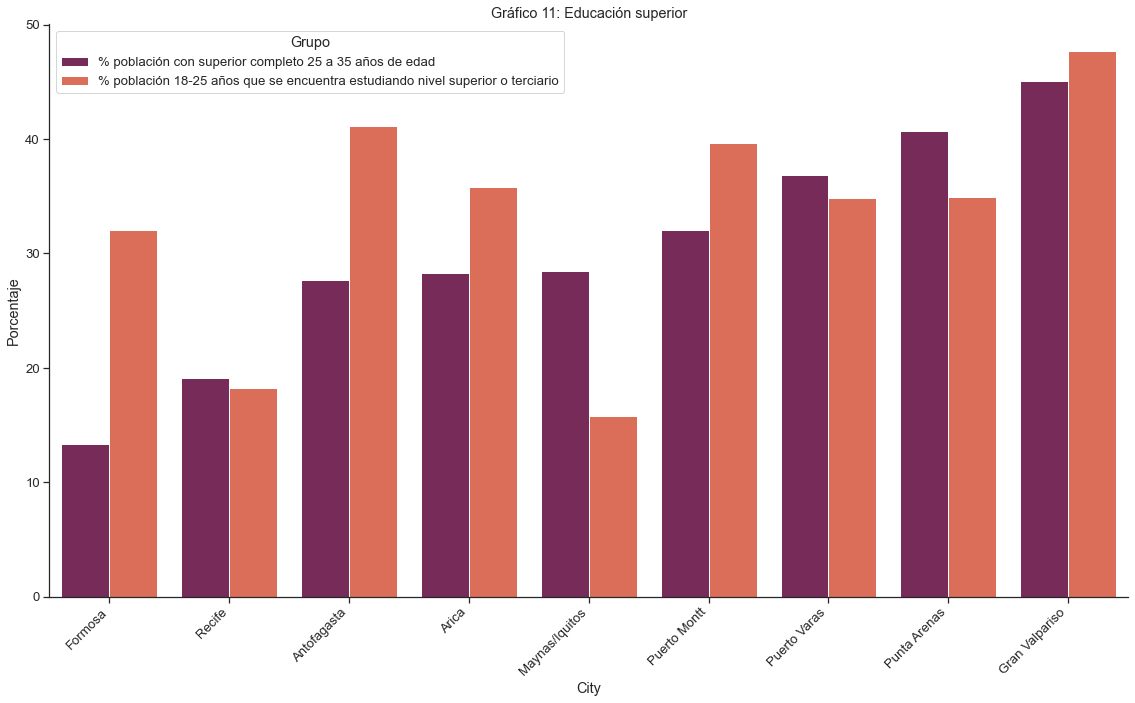 Gráfico 11: Educación superior
Grupo
% población con superior completo 25 a 35 años de edad
% población 18-25 años que se encuentra estudiando nivel superior o terciario
Porcentaje
50
40
30
20
10
0
Formosa
Recife
Antofagasta
Arica
Maynas/Iquitos
Puerto Montt
Puerto Varas
Punta Arenas
Gran Valpariso
City